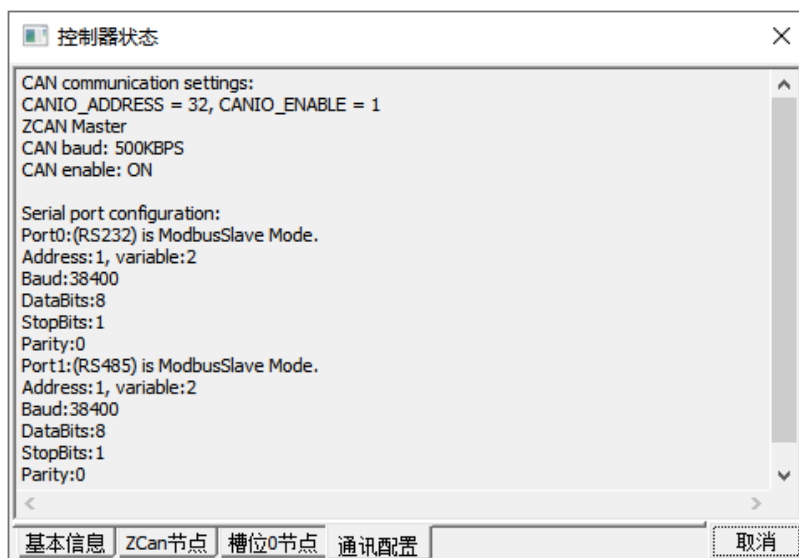 控制器状态
CAN communication settings:
CANIO_ADDRESS = 32, CANIO_ENABLE = 1
ZCAN Master
CAN baud: 500KBPS
CAN enable: ON
Serial port configuration:
Port0:(RS232) is ModbusSlave Mode.
Address:1, variable:2
Baud:38400
DataBits:8
StopBits:1
Parity:0
Port1:(RS485) is ModbusSlave Mode.
Address:1, variable:2
Baud:38400
DataBits:8
StopBits:1
Parity:0
基本信息 ZCan节点 槽位0节点 通讯配置 取消